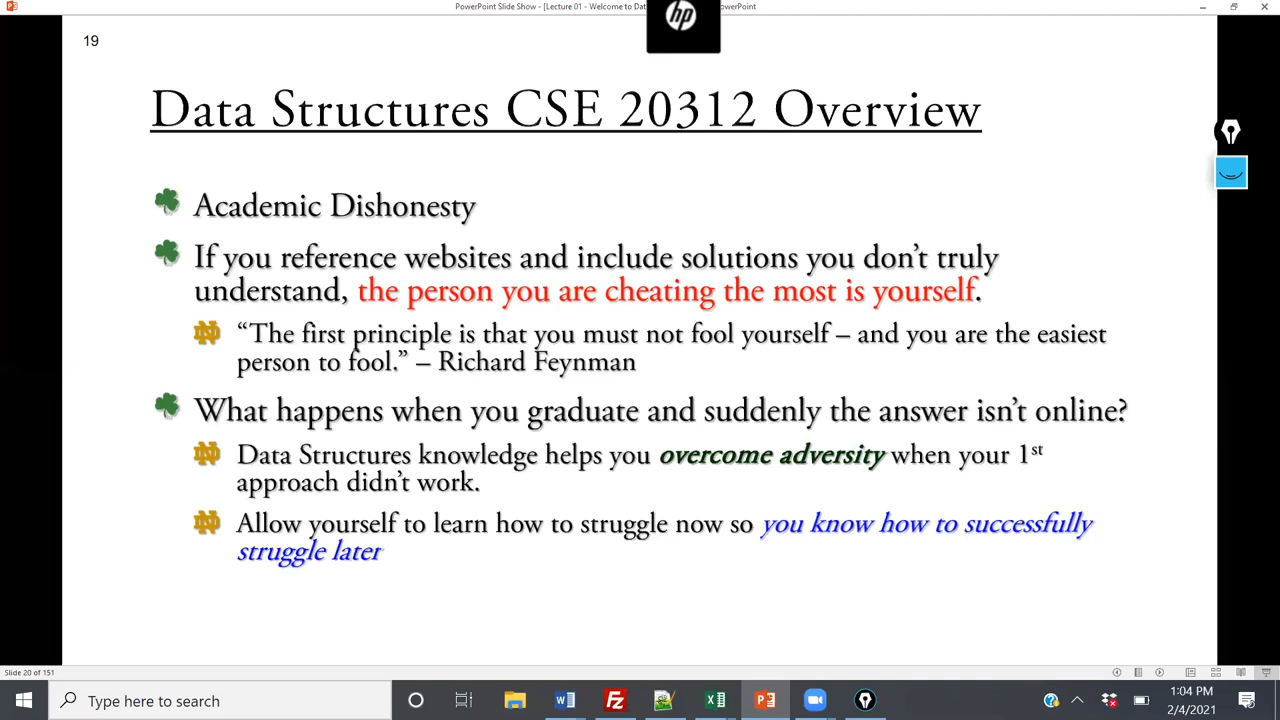 PowerPoint Slide Show - [Lecture 01 - Welcome to Dat
owerPoint
hp
19
Data Structures CSE 20312 Overview
Academic Dishonesty
If you reference websites and include solutions you don’t truly
understand, the person you are cheating the most is yourself.
“The first principle is that you must not fool yourself – and you are the easiest
person to fool.” – Richard Feynman
What happens when you graduate and suddenly the answer isn’t online?
Data Structures knowledge helps you overcome adversity when your 1st
approach didn’t work.
Allow yourself to learn how to struggle now so you know how to successfully
struggle later
Slide 20 of 151
Type here to search
1:04 PM
2/4/2021